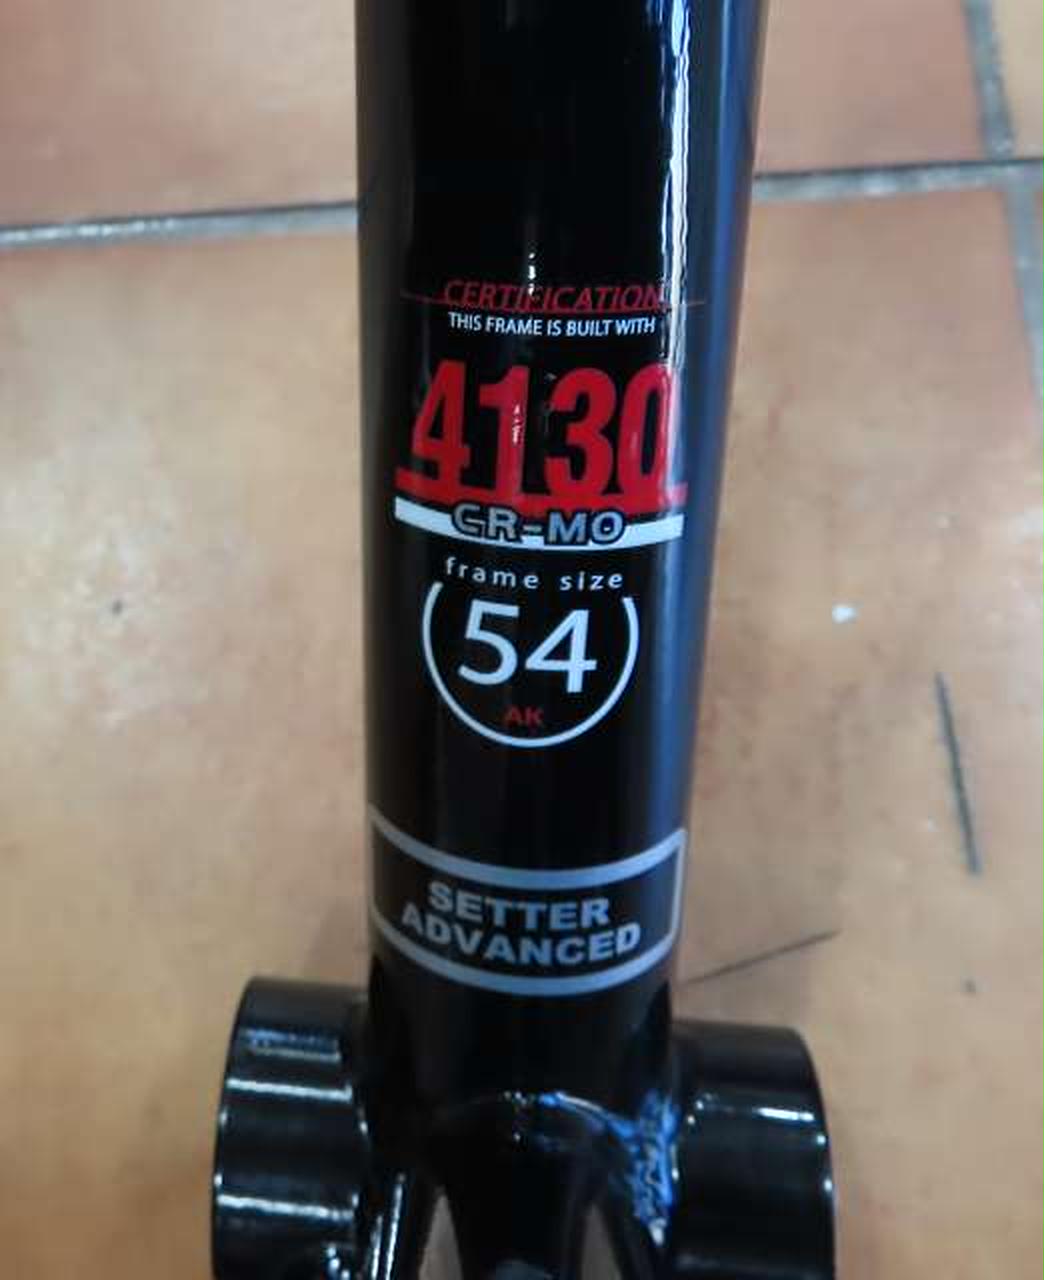 CERTIFICATION
THIS FRAME IS BUILT WITH
4130
CR-MO
frame size
54
AK
SETTER
ADVANCED